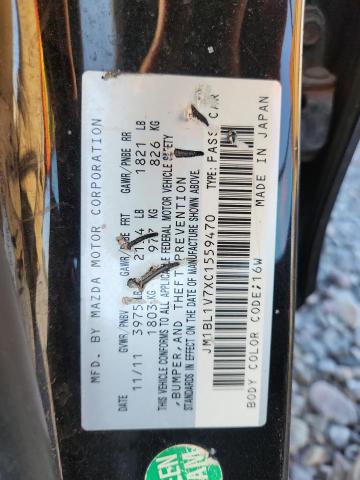 MFD. BY MAZDA MOTOR CORPORATION
GVWR/PNBV GAWR/PNBE FRT GAWR/PNBE RR
DATE 11/11 3975 LB LB 1821 LB
1803 KG 977 KG 826 KG
THIS VEHICLE CONFORMS TO ALL APPLICABLE FEDERAL MOTOR VEHICLE SAFETY
,BUMPER,AND THEFT PREVENTION
STANDARDS IN EFFECT ON THE DATE OF MANUFACTURE SHOWN ABOVE.
JM1BL1V7XC1559470 TYPE: PASS CAR
BODY COLOR CODE;16W MADE IN JAPAN